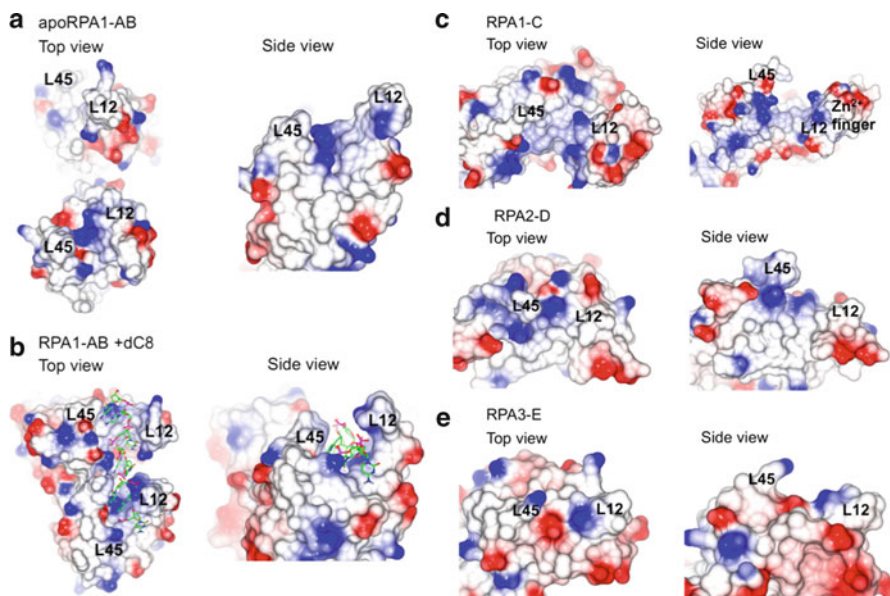 a
apoRPA1-AB
Top view
Side view
L45
L12
L45
L12
L45
L12
b
RPA1-AB +dC8
Top view
Side view
L45
L12
L12
L45
L45
L12
c
RPA1-C
Top view
Side view
L45
L12
L45
L12
Zn2+
finger
d
RPA2-D
Top view
Side view
L45
L12
L45
L12
e
RPA3-E
Top view
Side view
L45
L12
L45
L12